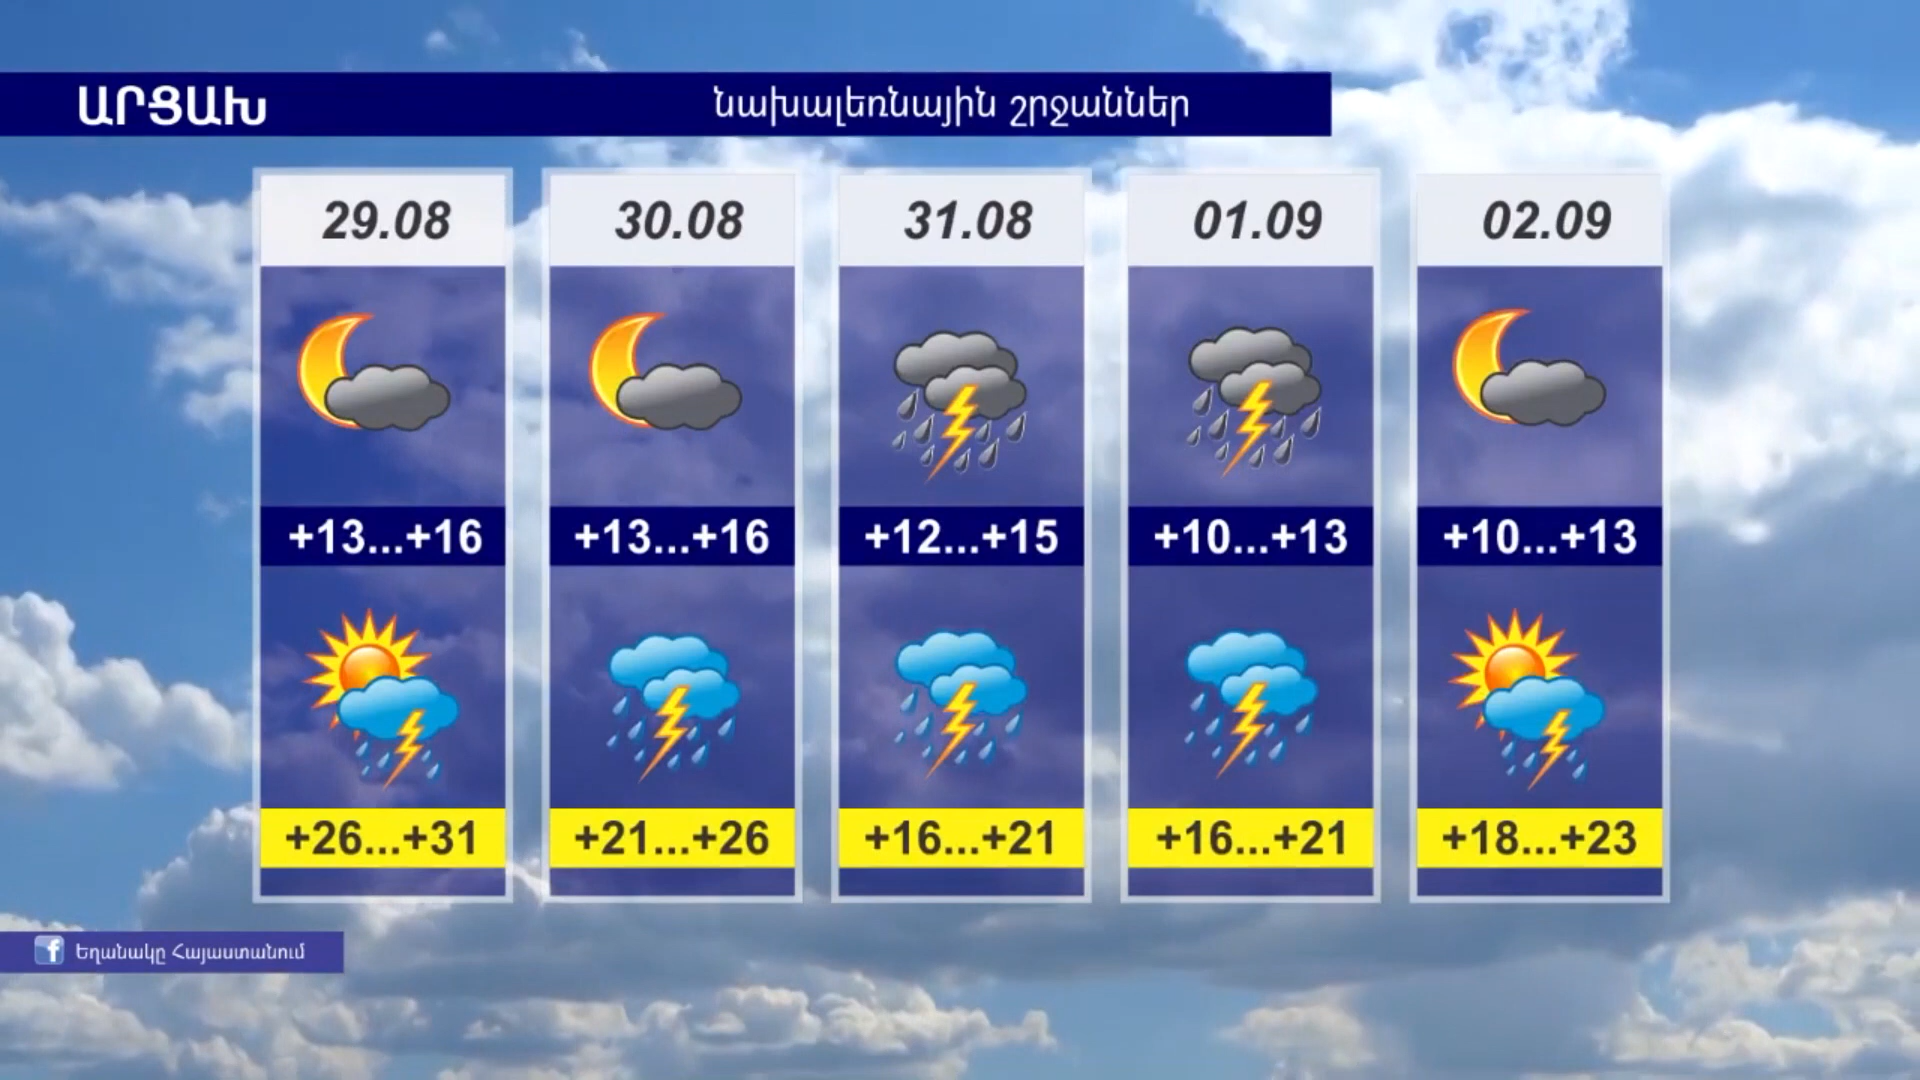 ԱՐՑԱԽ
նախալեռնային շրջաններ
29.08 30.08 31.08 01.09 02.09
+13...+16 +13...+16 +12...+15 +10...+13 +10...+13
+26...+31 +21...+26 +16...+21 +16...+21 +18...+23
f Եղանակը Հայաստանում